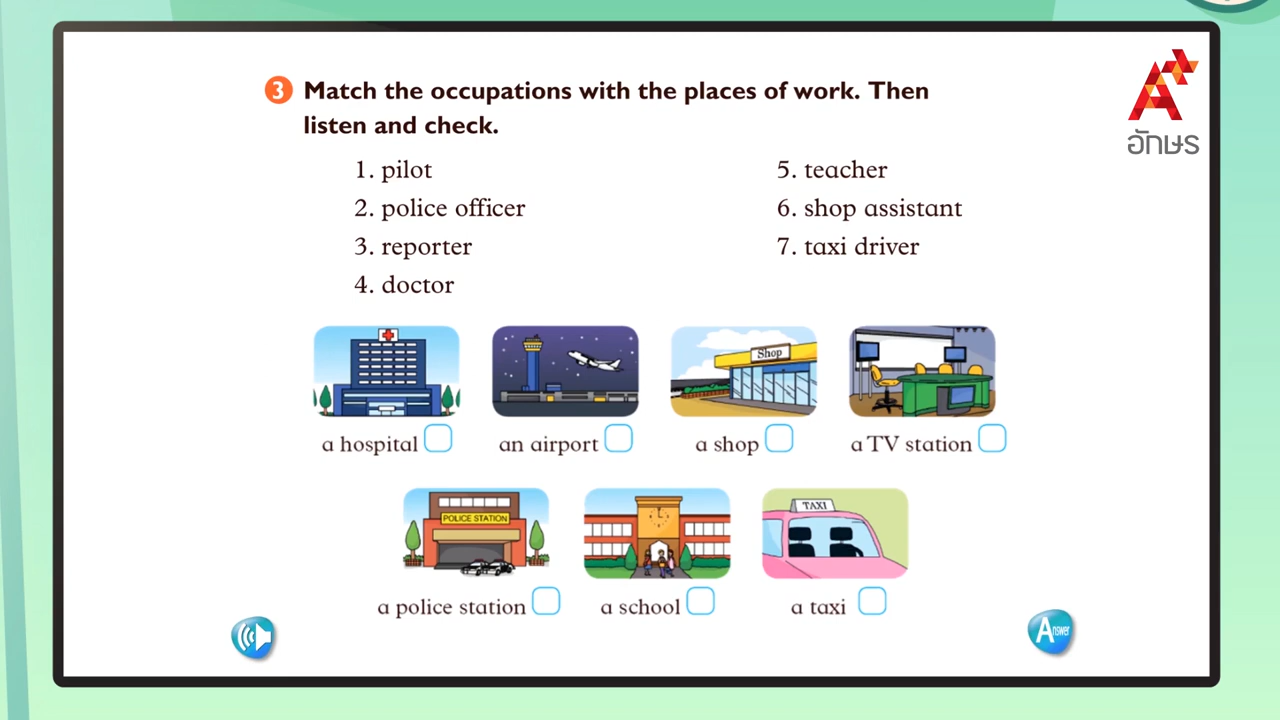 3 Match the occupations with the places of work. Then
listen and check.
อักษร
1. pilot
2. police officer
3. reporter
4. doctor
5. teacher
6. shop assistant
7. taxi driver
Shop
a hospital
an airport
a shop
a TV station
POLICE STATION
TAXI
a police station
a school
a taxi
Answer